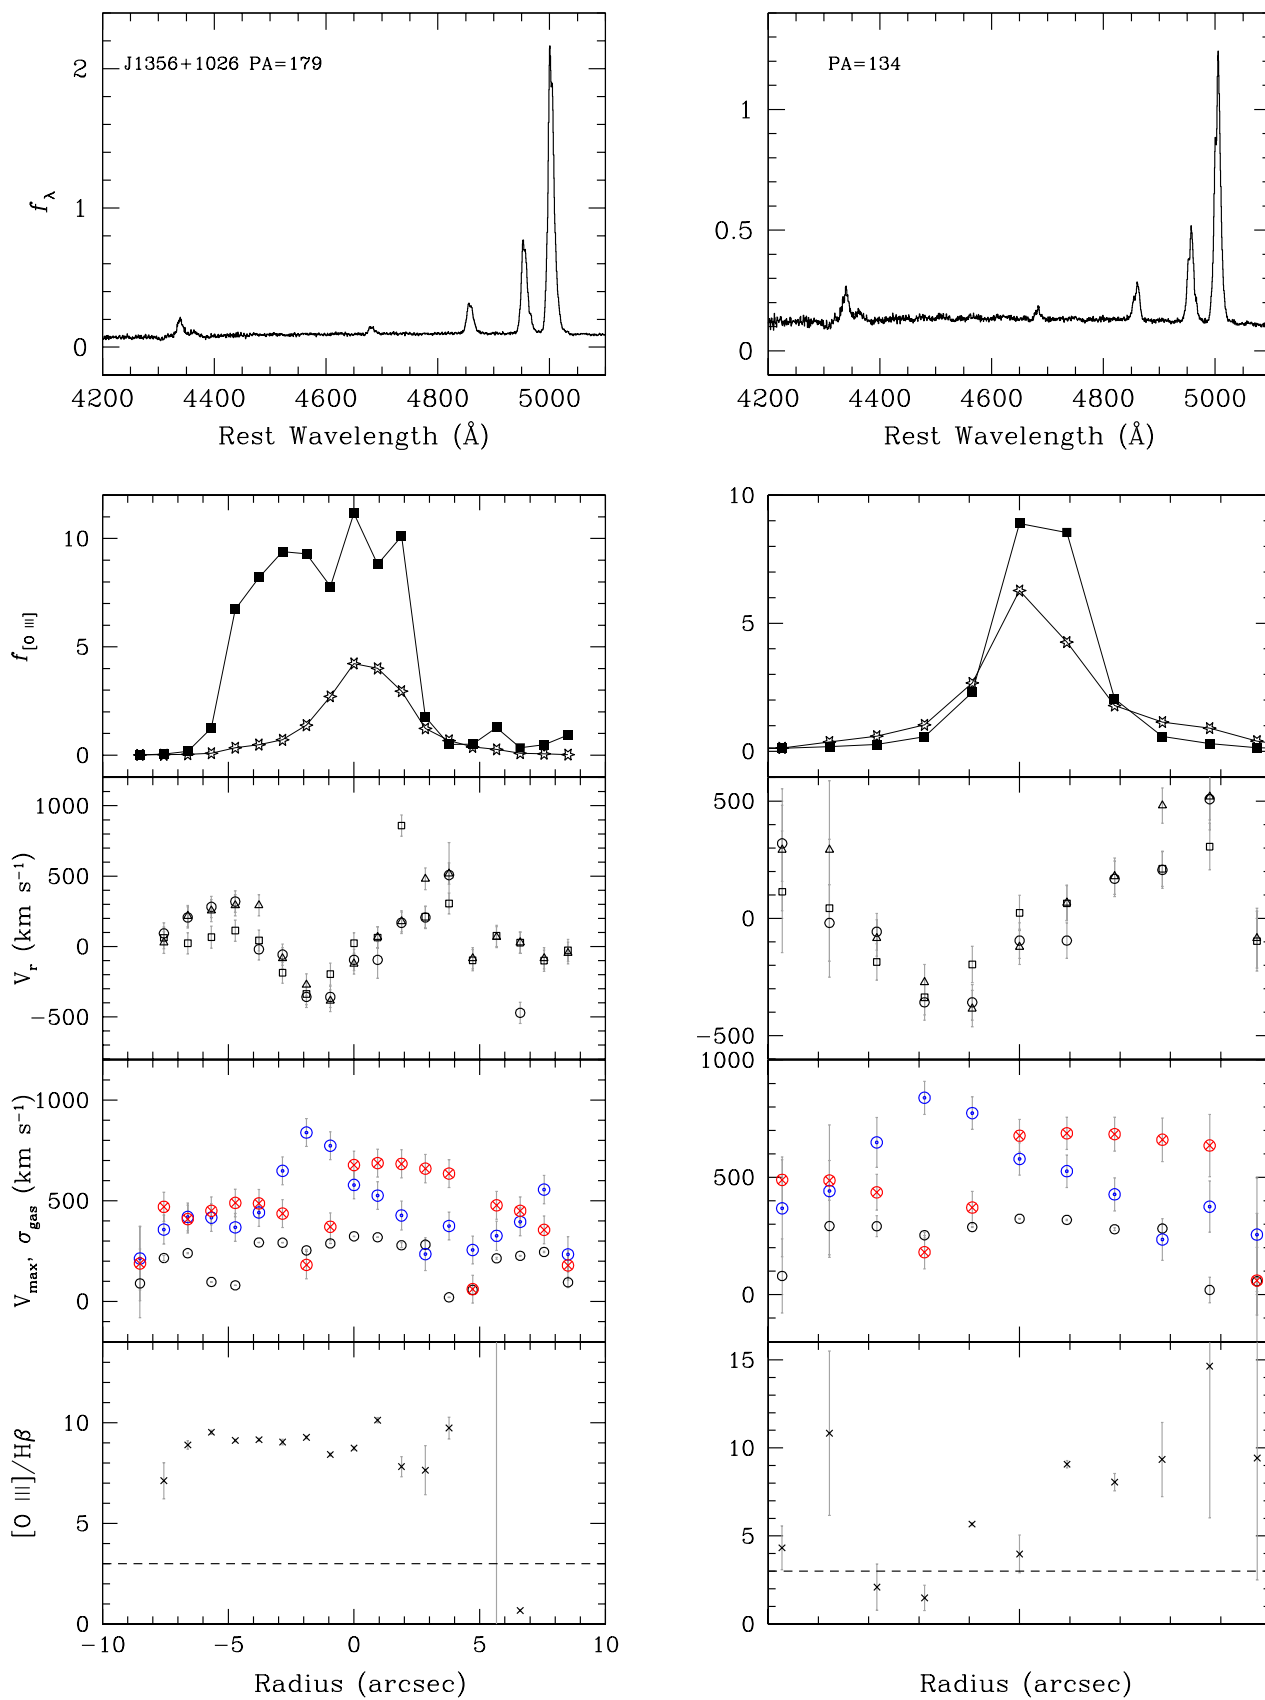 J1356+1026 PA=179
2
1
0
f_λ
4200 4400 4600 4800 5000
Rest Wavelength (Å)
PA=134
1
0.5
0
4200 4400 4600 4800 5000
Rest Wavelength (Å)
10
5
0
f_[O III]
1000
500
0
−500
V_r (km s⁻¹)
1000
500
0
V_max, σ_gas (km s⁻¹)
10
5
0
[O III]/Hβ
−10 −5 0 5 10
Radius (arcsec)
10
5
0
500
0
−500
1000
500
0
15
10
5
0
Radius (arcsec)